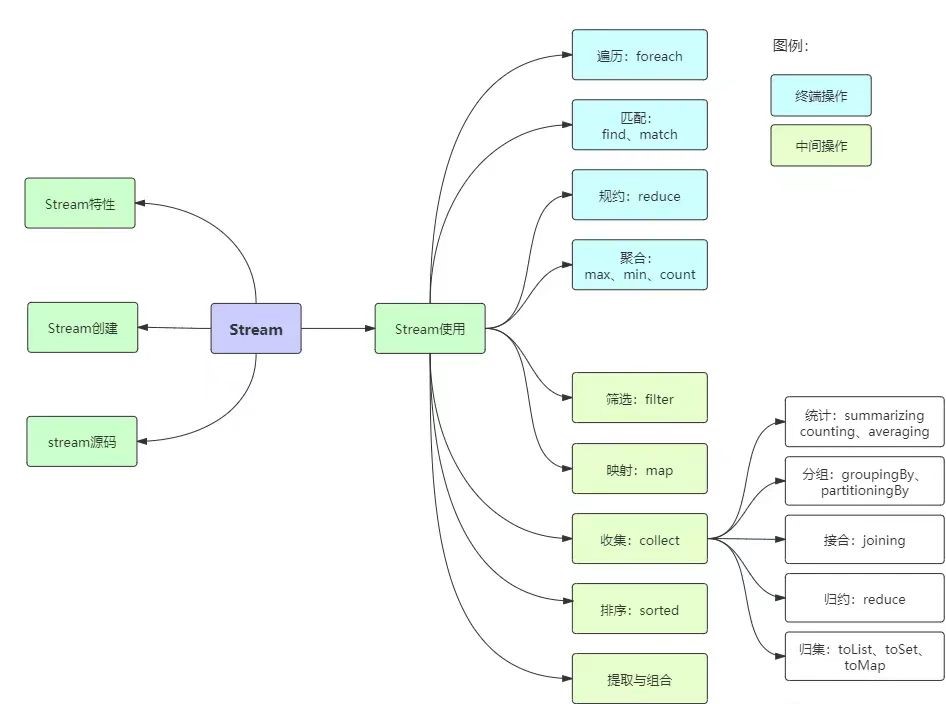 图例：
终端操作
中间操作
Stream特性
Stream创建
stream源码
Stream
Stream使用
遍历：foreach
匹配：
find、match
规约：reduce
聚合：
max、min、count
筛选：filter
映射：map
收集：collect
排序：sorted
提取与组合
统计：summarizing
counting、averaging
分组：groupingBy、
partitioningBy
接合：joining
归约：reduce
归集：toList、toSet、
toMap